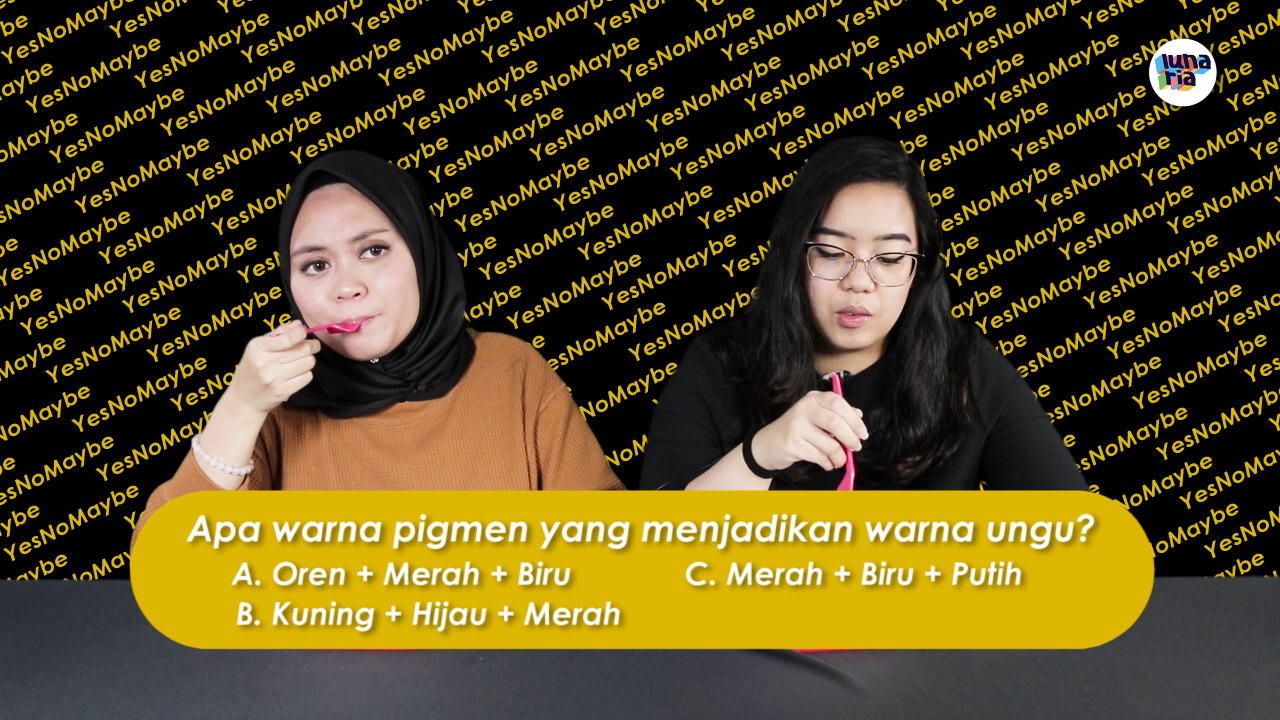 YesNoMaybe
luna
ria
Apa warna pigmen yang menjadikan warna ungu?
A. Oren + Merah + Biru
C. Merah + Biru + Putih
B. Kuning + Hijau + Merah